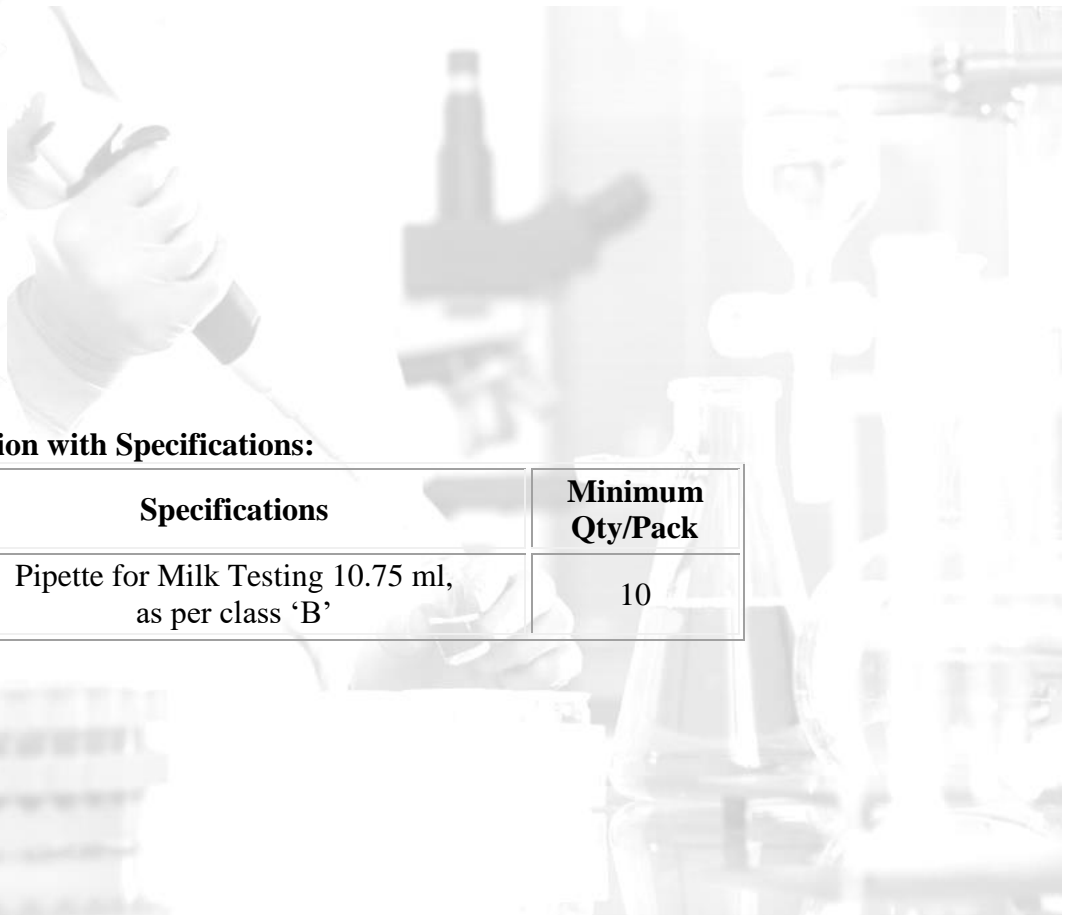 ion with Specifications:
Specifications
Minimum
Qty/Pack
Pipette for Milk Testing 10.75 ml,
as per class ‘B’
10